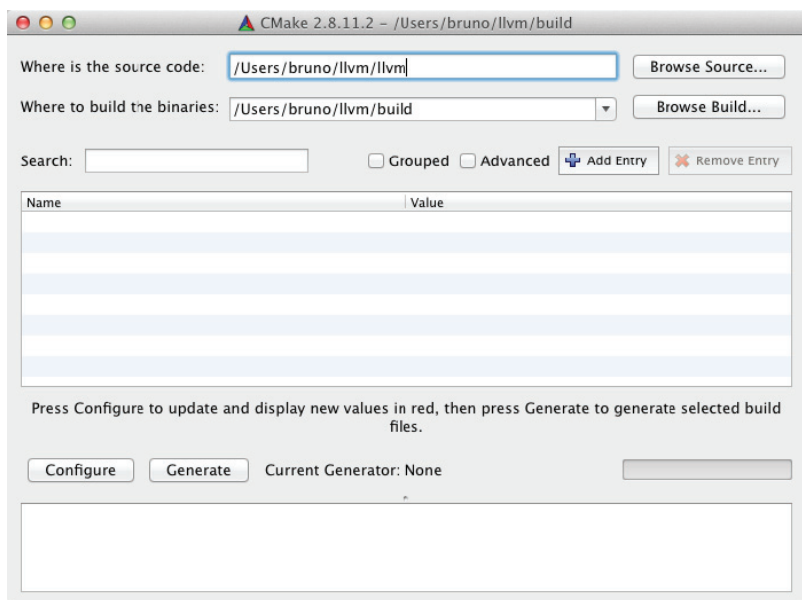 CMake 2.8.11.2 – /Users/bruno/llvm/build
Where is the source code: /Users/bruno/llvm/llvm Browse Source...
Where to build the binaries: /Users/bruno/llvm/build Browse Build...
Search: Grouped Advanced Add Entry Remove Entry
Name Value
Press Configure to update and display new values in red, then press Generate to generate selected build
files.
Configure Generate Current Generator: None